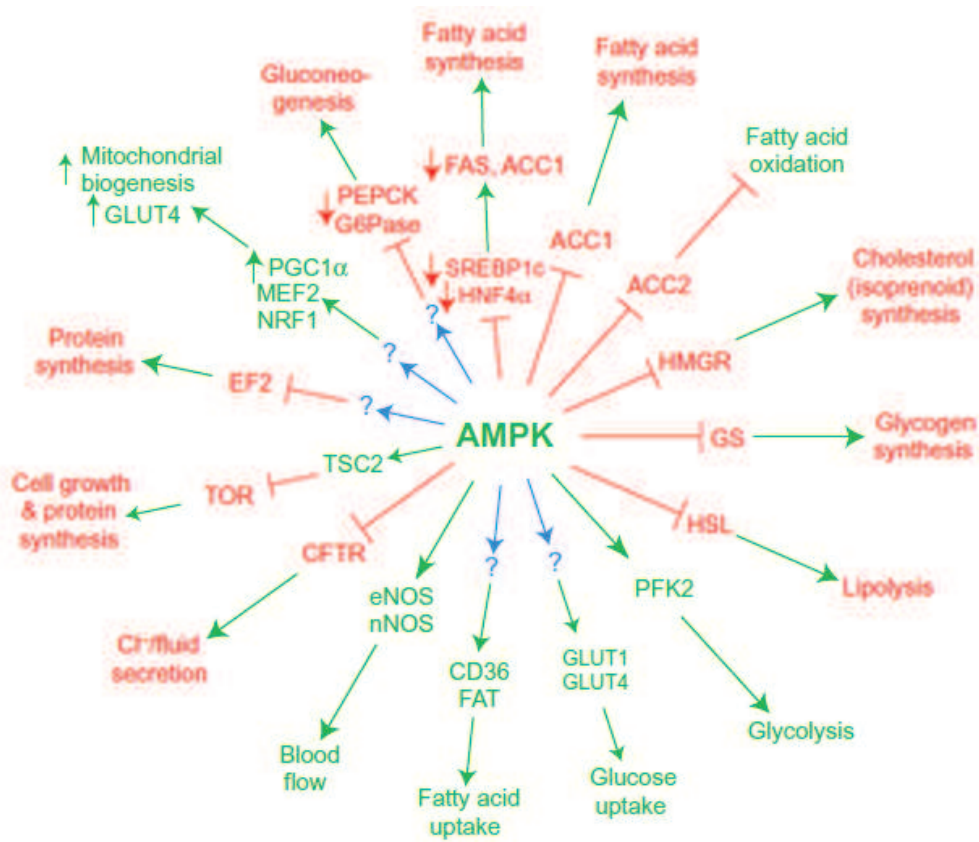 Fatty acid
synthesis
Fatty acid
synthesis
Gluconeo-
genesis
Fatty acid
oxidation
↑ Mitochondrial
biogenesis
↑ GLUT4
↓ FAS, ACC1
↓ PEPCK
G6Pase
ACC1
↑ PGC1α
MEF2
NRF1
↓ SREBP1c
↓ HNF4α
ACC2
Cholesterol
(isoprenoid)
synthesis
?
?
?
Protein
synthesis
EF2
HMGR
AMPK
GS
Glycogen
synthesis
TSC2
TOR
Cell growth
& protein
synthesis
CFTR
HSL
Lipolysis
?
?
eNOS
nNOS
PFK2
Cl⁻/fluid
secretion
CD36
FAT
GLUT1
GLUT4
Blood
flow
Glycolysis
Fatty acid
uptake
Glucose
uptake